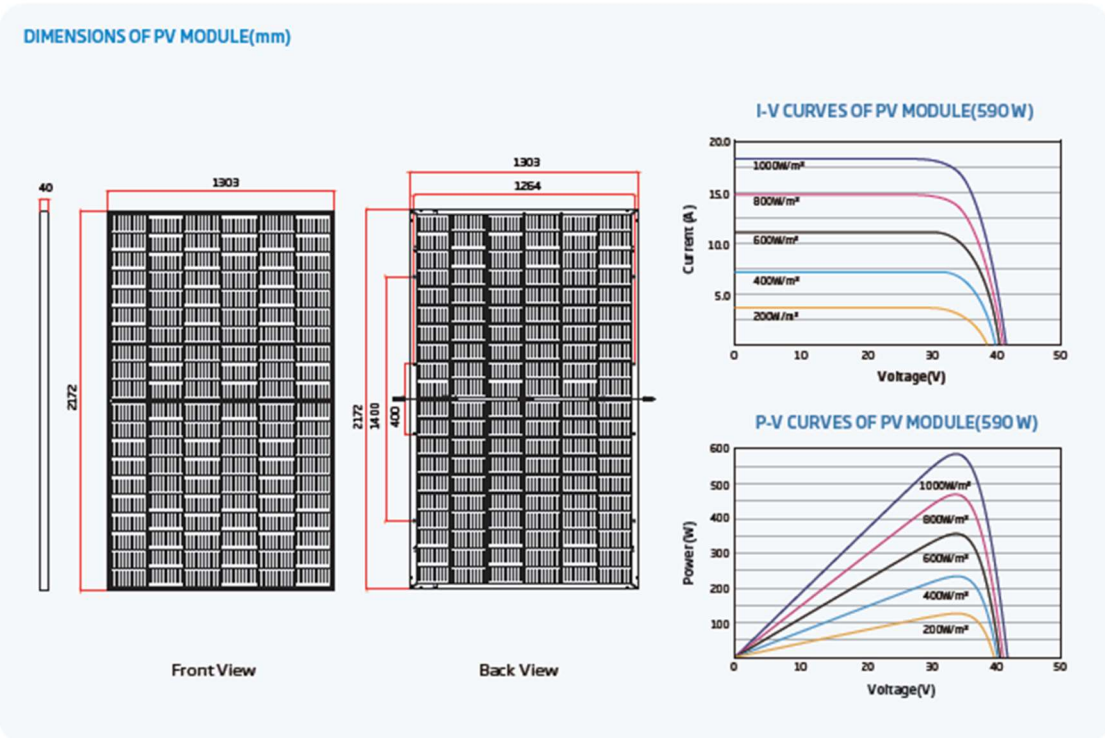 DIMENSIONS OF PV MODULE(mm)
40
1303
2172
Front View
1303
1264
2172
1400
400
Back View
I-V CURVES OF PV MODULE(590 W)
Current (A)
20.0
15.0
10.0
5.0
1000W/m²
800W/m²
600W/m²
400W/m²
200W/m²
0 10 20 30 40 50
Voltage(V)
P-V CURVES OF PV MODULE(590 W)
Power(W)
600
500
400
300
200
100
1000W/m²
800W/m²
600W/m²
400W/m²
200W/m²
0 10 20 30 40 50
Voltage(V)